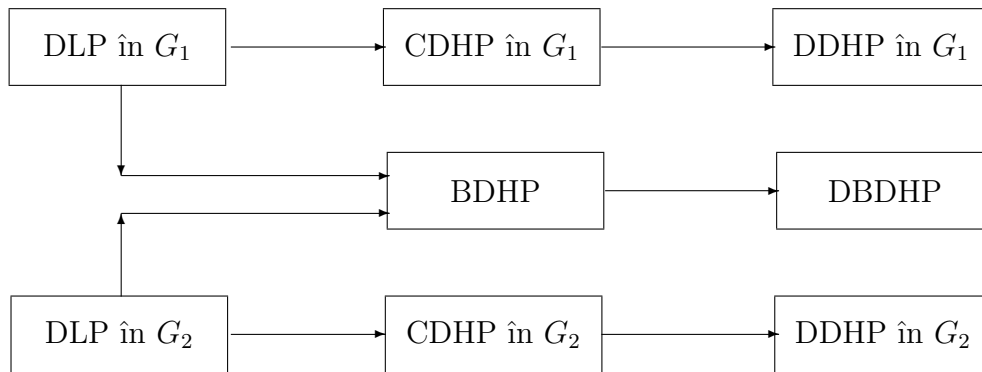 DLP în G₁
CDHP în G₁
DDHP în G₁
BDHP
DBDHP
DLP în G₂
CDHP în G₂
DDHP în G₂